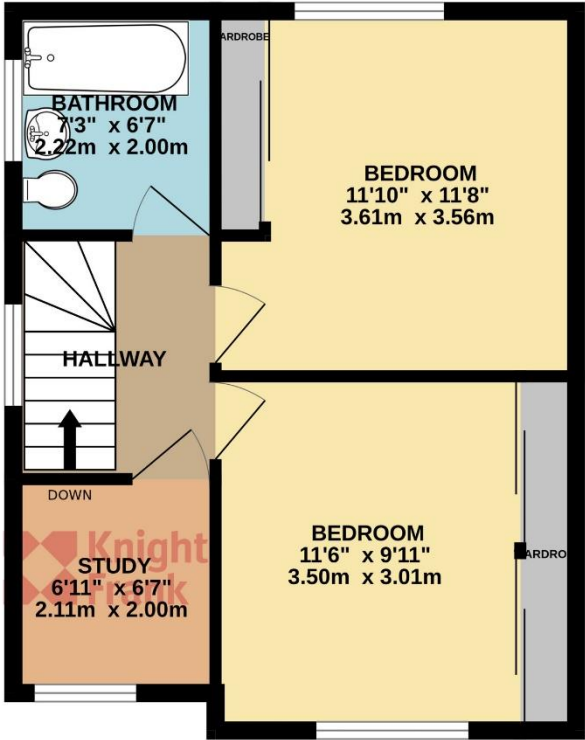 ARDROBE
BATHROOM
7'3" x 6'7"
2.22m x 2.00m
BEDROOM
11'10" x 11'8"
3.61m x 3.56m
HALLWAY
DOWN
Knight
Frank
STUDY
6'11" x 6'7"
2.11m x 2.00m
BEDROOM
11'6" x 9'11"
3.50m x 3.01m
ARDRO